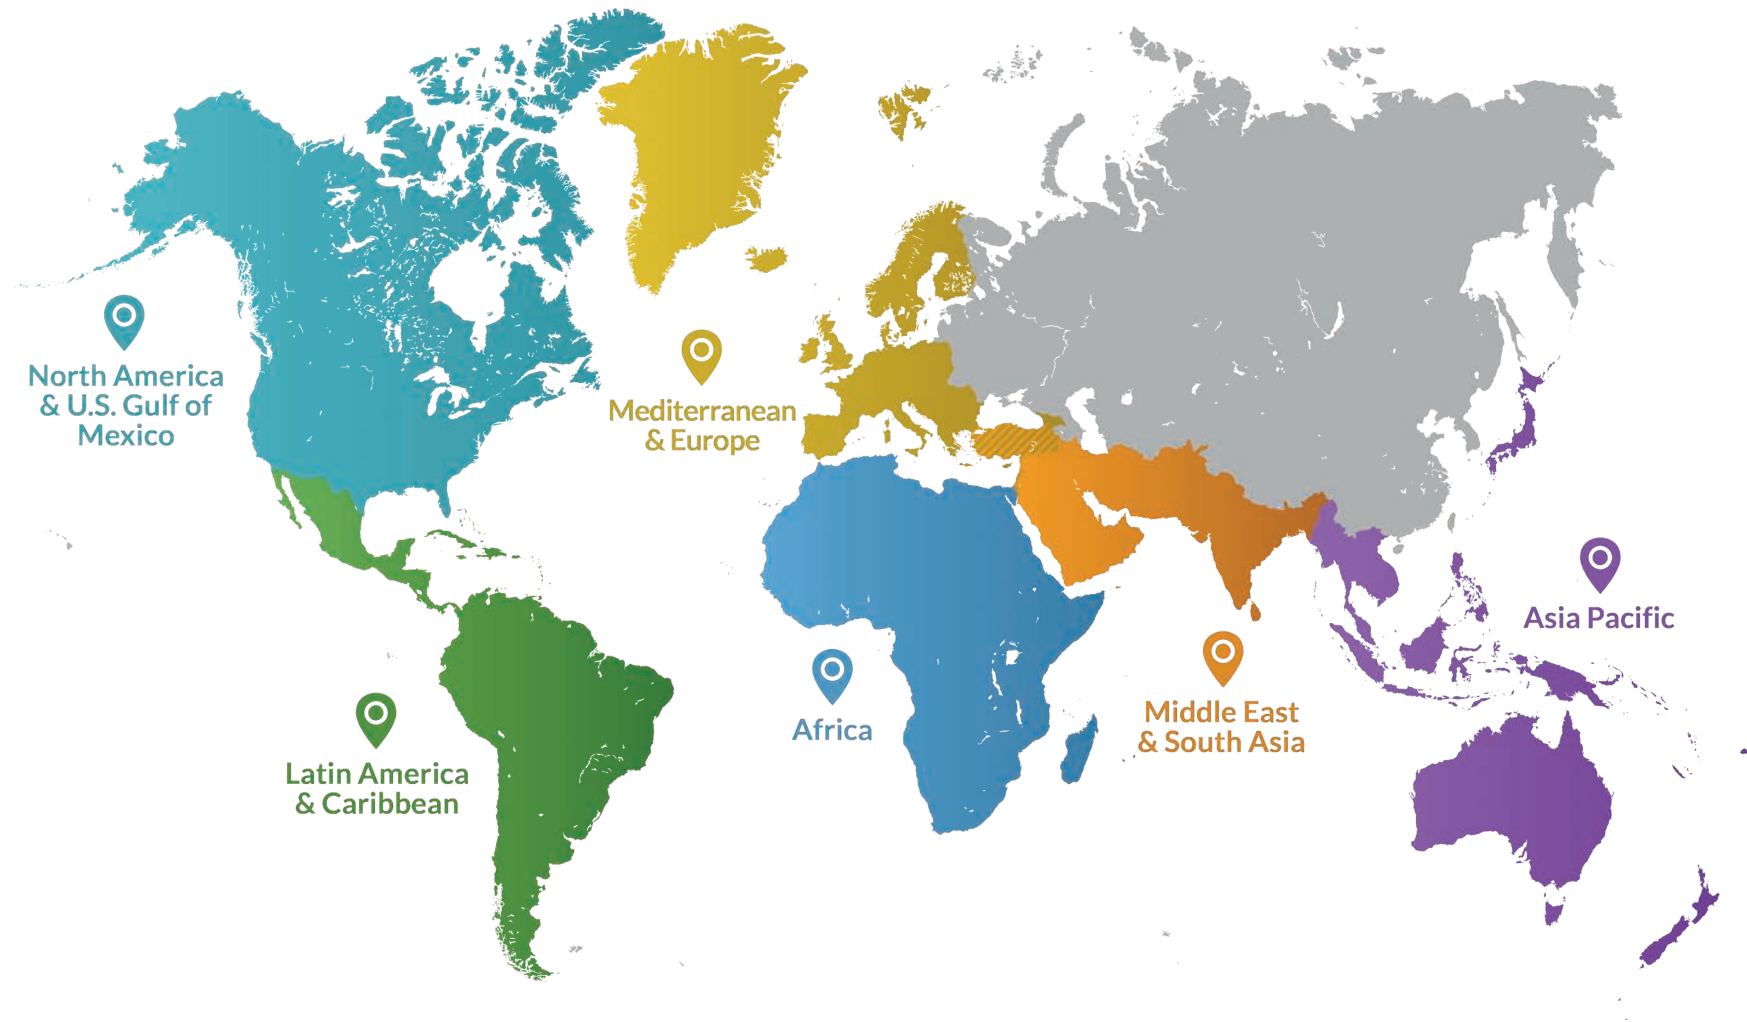 North America
& U.S. Gulf of
Mexico
Mediterranean
& Europe
Asia Pacific
Africa
Middle East
& South Asia
Latin America
& Caribbean